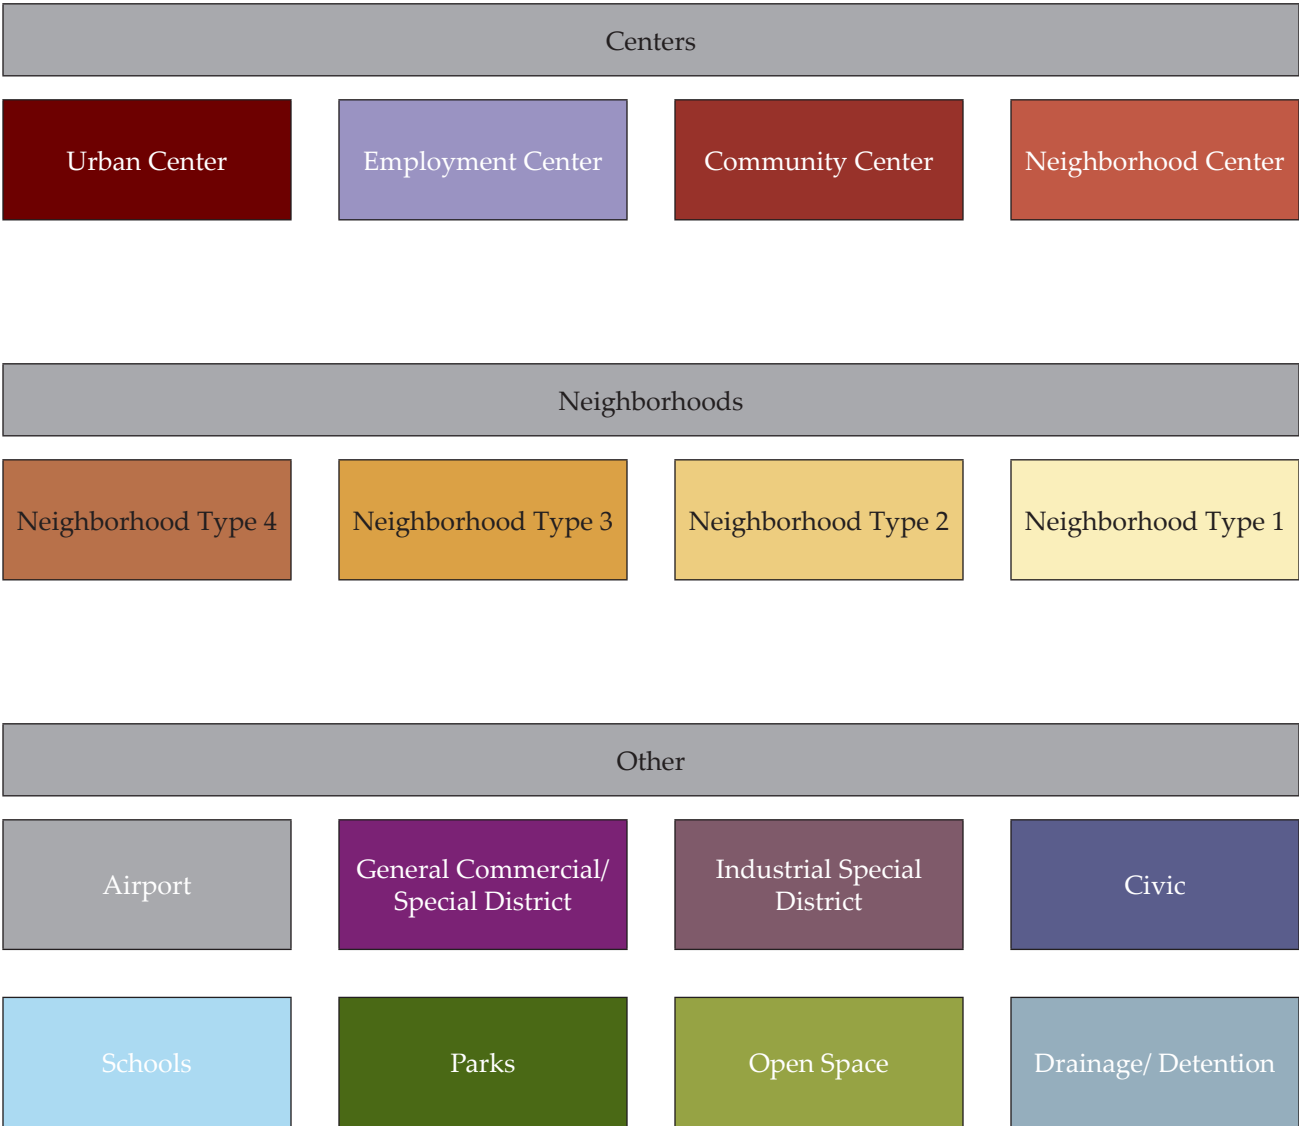 Centers
Urban Center
Employment Center
Community Center
Neighborhood Center
Neighborhoods
Neighborhood Type 4
Neighborhood Type 3
Neighborhood Type 2
Neighborhood Type 1
Other
Airport
General Commercial/
Special District
Industrial Special
District
Civic
Schools
Parks
Open Space
Drainage/ Detention